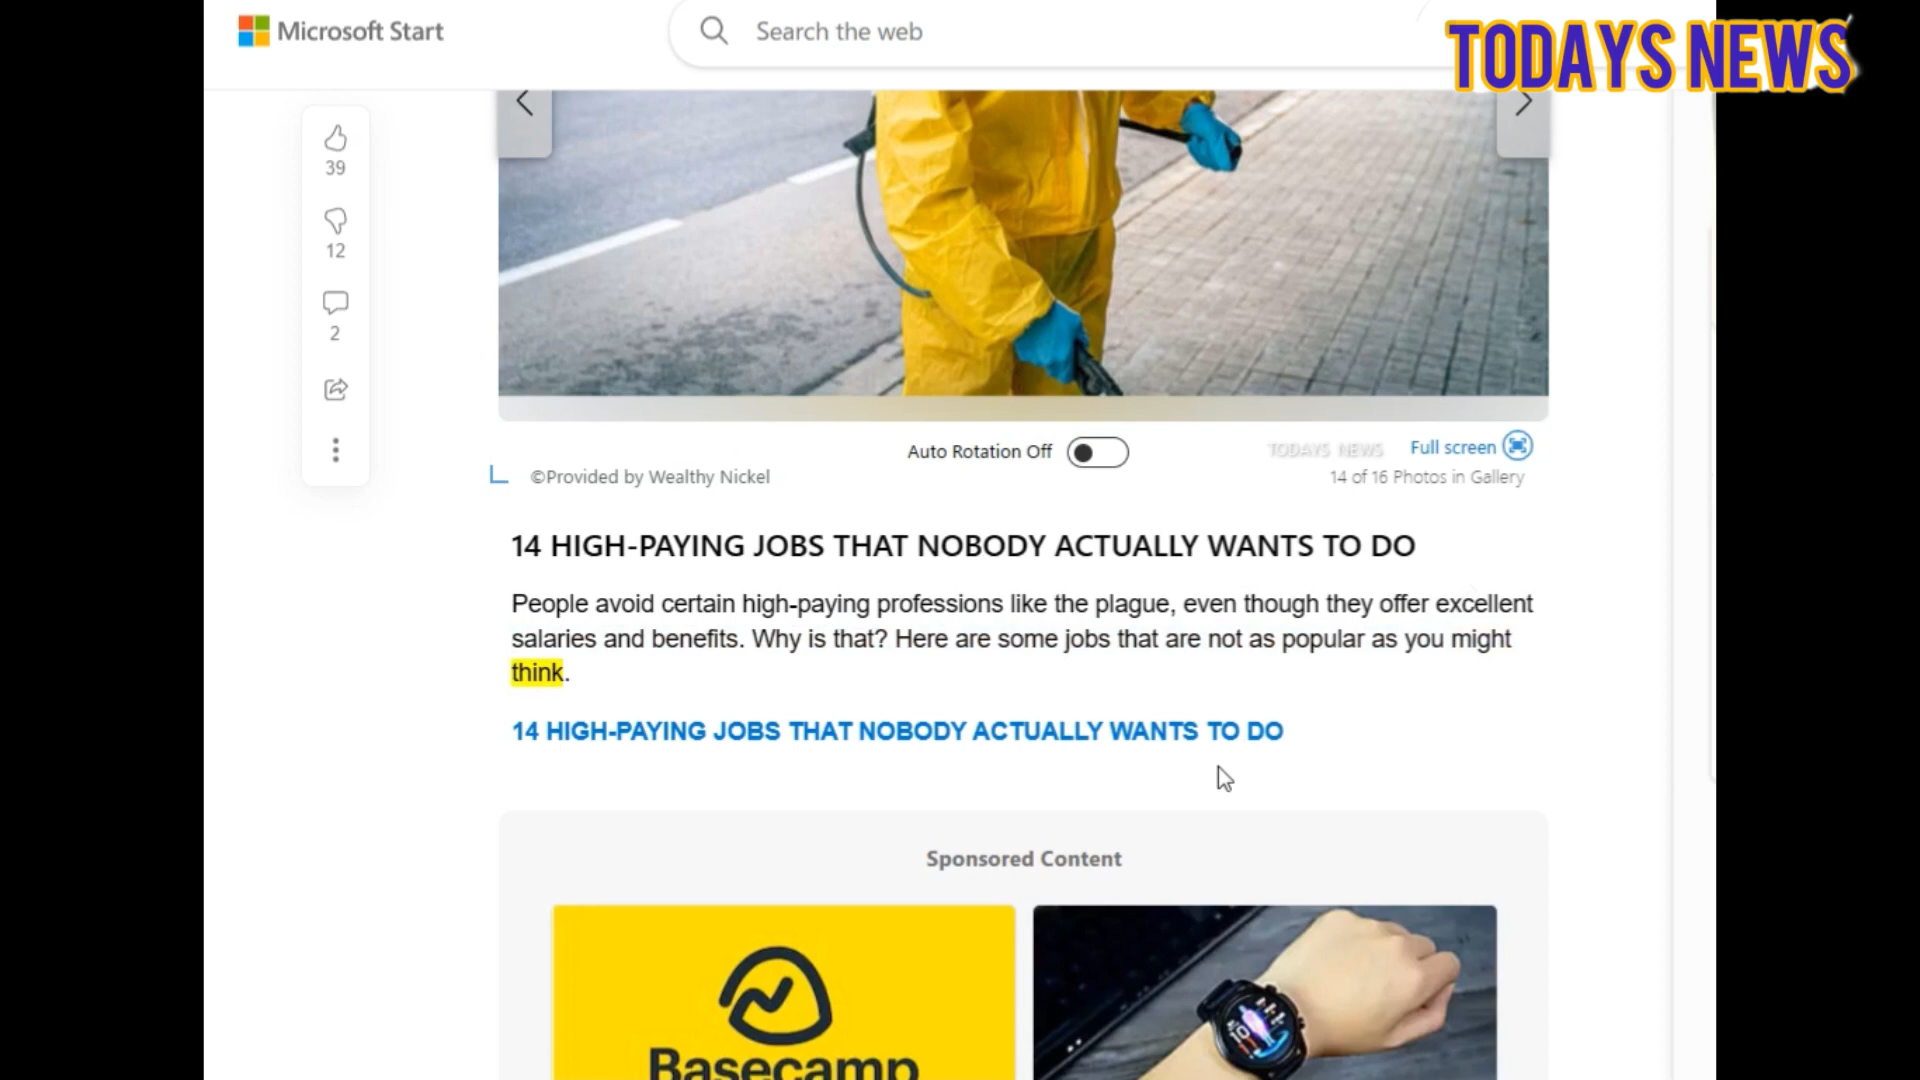 Microsoft Start
Search the web
TODAYS NEWS
39
12
2
Auto Rotation Off
TODAYS NEWS
Full screen
©Provided by Wealthy Nickel
14 of 16 Photos in Gallery
14 HIGH-PAYING JOBS THAT NOBODY ACTUALLY WANTS TO DO
People avoid certain high-paying professions like the plague, even though they offer excellent
salaries and benefits. Why is that? Here are some jobs that are not as popular as you might
think.
14 HIGH-PAYING JOBS THAT NOBODY ACTUALLY WANTS TO DO
Sponsored Content
Basecamp